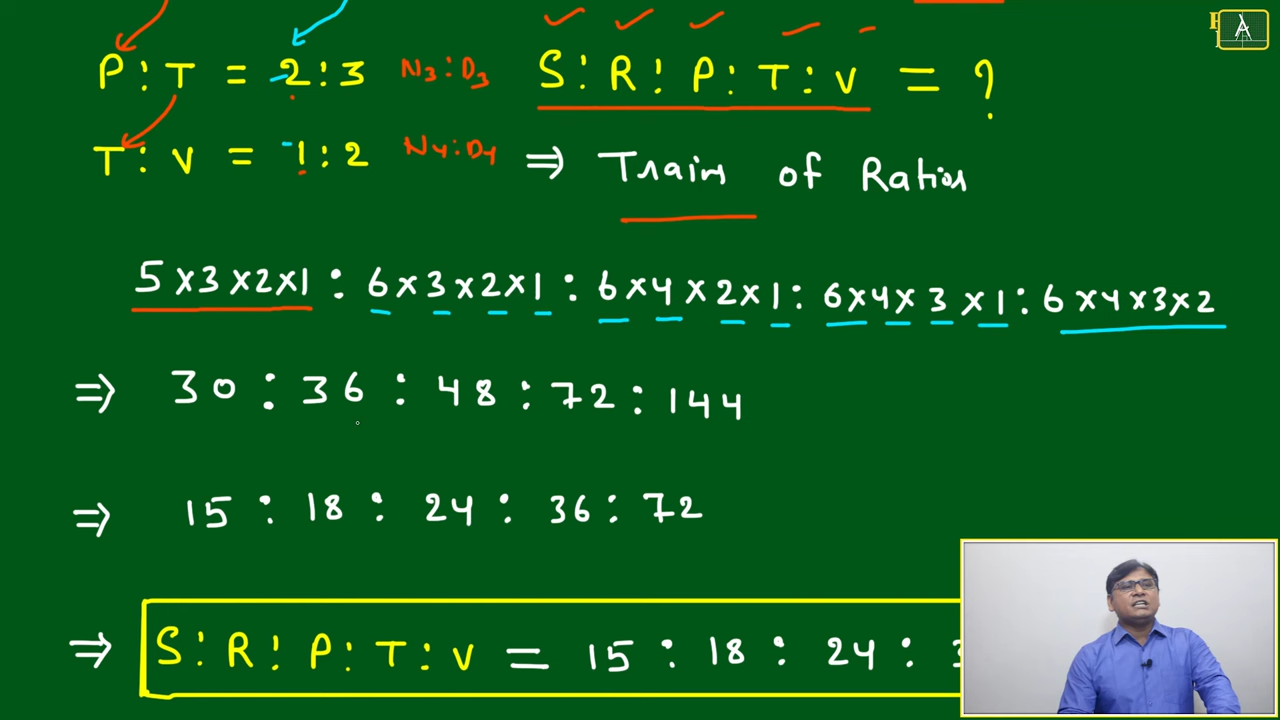 P : T = 2 : 3 N3 : D3 S : R : P : T : V = ?
T : V = 1 : 2 N4 : D4 ⇒ Train of Ratios
5×3×2×1 : 6×3×2×1 : 6×4×2×1 : 6×4×3×1 : 6×4×3×2
⇒ 30 : 36 : 48 : 72 : 144
⇒ 15 : 18 : 24 : 36 : 72
⇒ S : R : P : T : V = 15 : 18 : 24 :